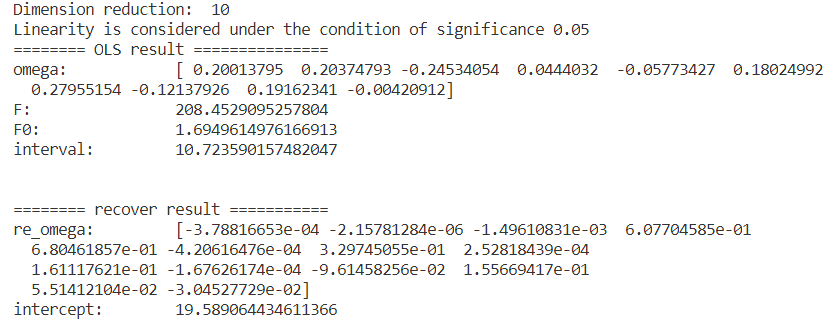 Dimension reduction:  10
Linearity is considered under the condition of significance 0.05
======== OLS result ===============
omega:           [ 0.20013795  0.20374793 -0.24534054  0.0444032  -0.05773427  0.18024992
  0.27955154 -0.12137926  0.19162341 -0.00420912]
F:               208.4529095257804
F0:              1.6949614976166913
interval:        10.723590157482047
======== recover result ===========
re_omega:        [-3.78816653e-04 -2.15781284e-06 -1.49610831e-03  6.07704585e-01
  6.80461857e-01 -4.20616476e-04  3.29745055e-01  2.52818439e-04
  1.61117621e-01 -1.67626174e-04 -9.61458256e-02  1.55669417e-01
  5.51412104e-02 -3.04527729e-02]
intercept:       19.589064434611366